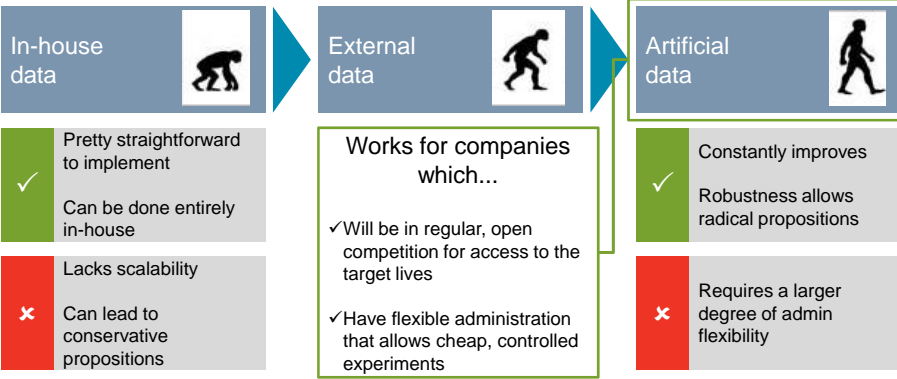 In-house
data
External
data
Artificial
data
✓
Pretty straightforward
to implement
Can be done entirely
in-house
×
Lacks scalability
Can lead to
conservative
propositions
Works for companies
which...
✓Will be in regular, open
competition for access to the
target lives
✓Have flexible administration
that allows cheap, controlled
experiments
✓
Constantly improves
Robustness allows
radical propositions
×
Requires a larger
degree of admin
flexibility